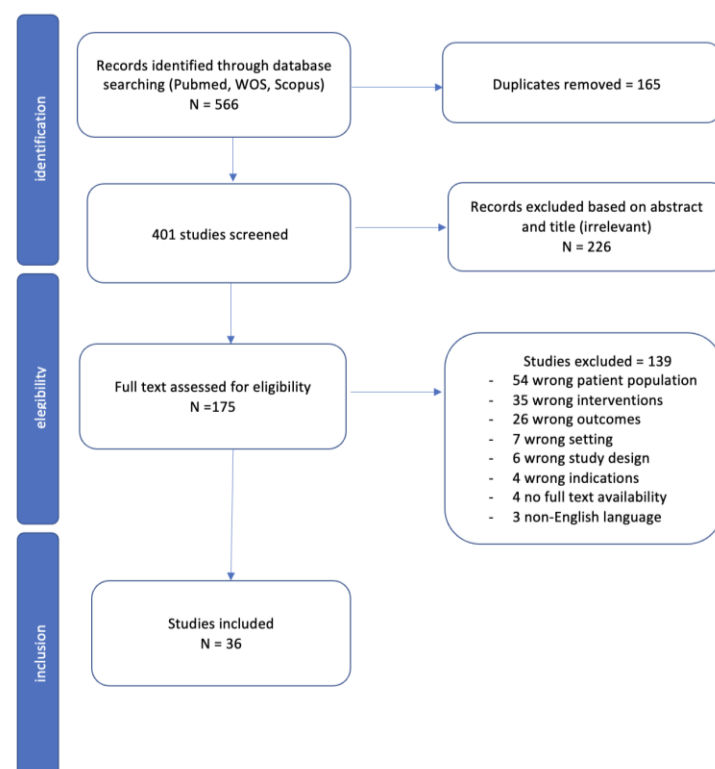 identification
Records identified through database
searching (Pubmed, WOS, Scopus)
N = 566
Duplicates removed = 165
401 studies screened
Records excluded based on abstract
and title (irrelevant)
N = 226
elegibility
Full text assessed for eligibility
N =175
Studies excluded = 139
- 54 wrong patient population
- 35 wrong interventions
- 26 wrong outcomes
- 7 wrong setting
- 6 wrong study design
- 4 wrong indications
- 4 no full text availability
- 3 non-English language
inclusion
Studies included
N = 36